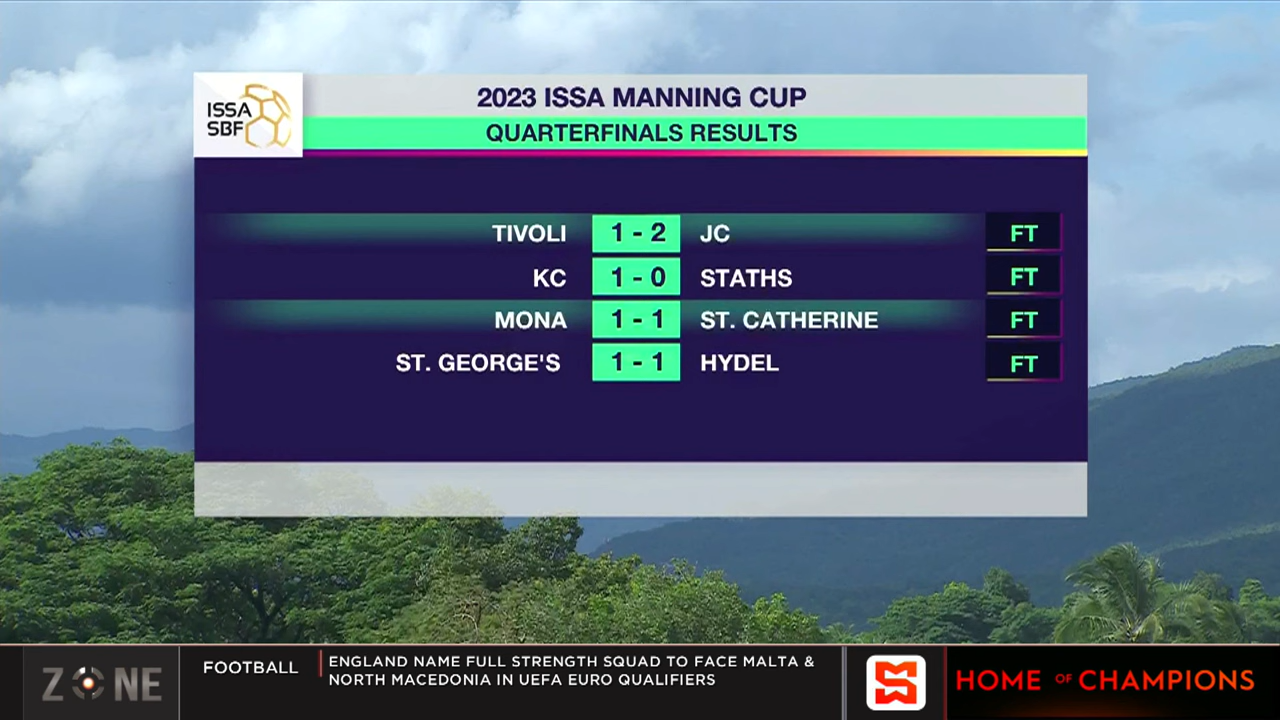 ISSA
SBF
2023 ISSA MANNING CUP
QUARTERFINALS RESULTS
TIVOLI 1 - 2 JC FT
KC 1 - 0 STATHS FT
MONA 1 - 1 ST. CATHERINE FT
ST. GEORGE'S 1 - 1 HYDEL FT
ZONE
FOOTBALL
ENGLAND NAME FULL STRENGTH SQUAD TO FACE MALTA &
NORTH MACEDONIA IN UEFA EURO QUALIFIERS
HOME OF CHAMPIONS